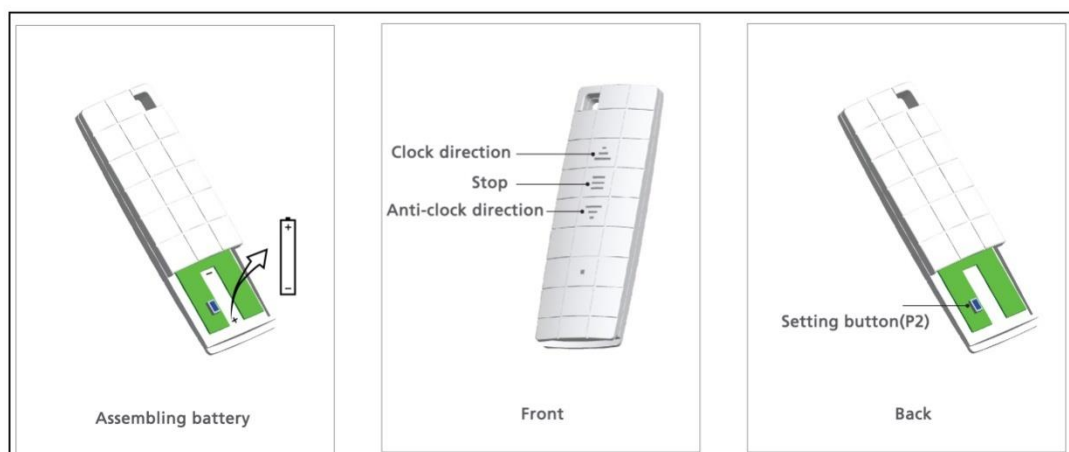 Clock direction
Stop
Anti-clock direction
+
−
−
+
Setting button(P2)
Assembling battery
Front
Back